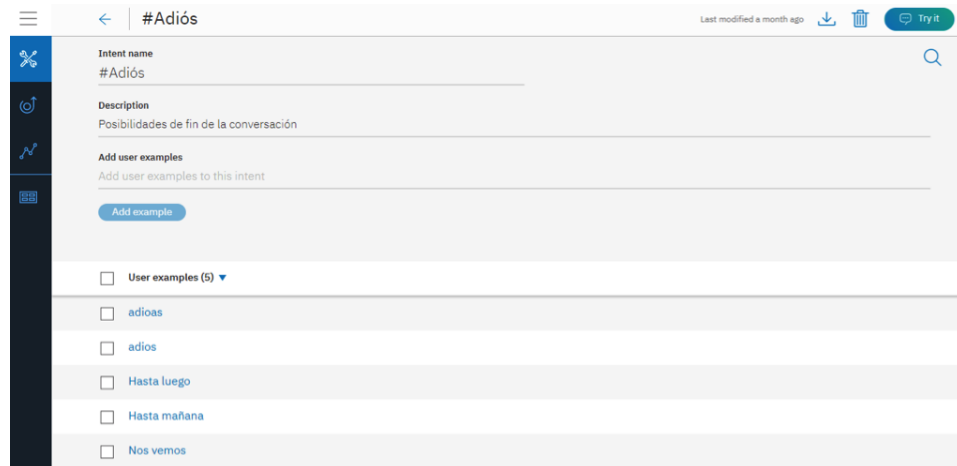 #Adiós
Last modified a month ago
Try it
Intent name
#Adiós
Description
Posibilidades de fin de la conversación
Add user examples
Add user examples to this intent
Add example
User examples (5)
adioas
adios
Hasta luego
Hasta mañana
Nos vemos